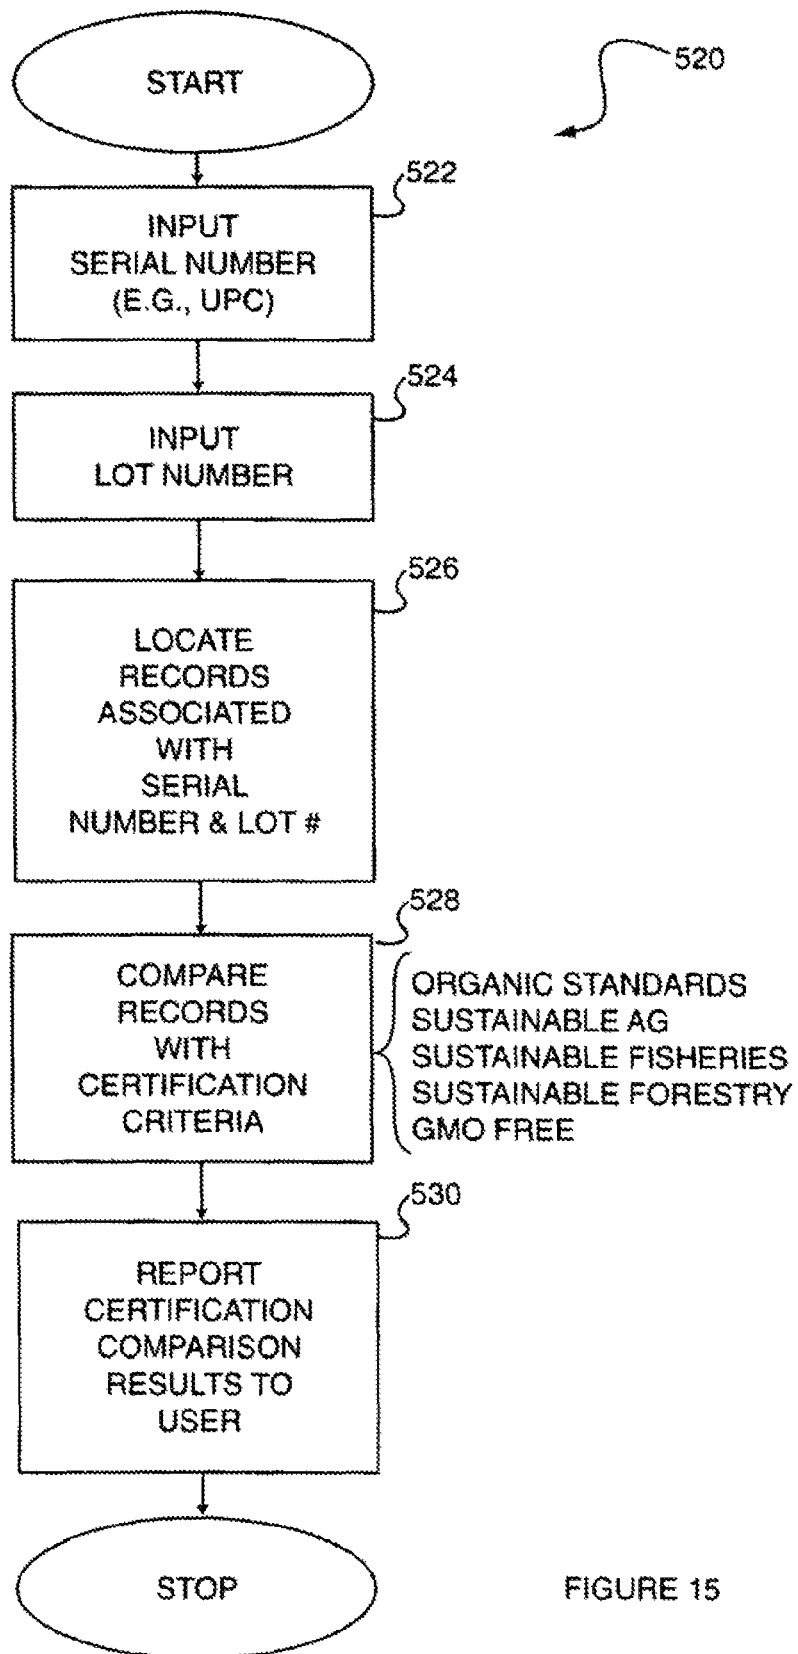 START
520
522
INPUT
SERIAL NUMBER
(E.G., UPC)
524
INPUT
LOT NUMBER
526
LOCATE
RECORDS
ASSOCIATED
WITH
SERIAL
NUMBER & LOT #
528
COMPARE
RECORDS
WITH
CERTIFICATION
CRITERIA
ORGANIC STANDARDS
SUSTAINABLE AG
SUSTAINABLE FISHERIES
SUSTAINABLE FORESTRY
GMO FREE
530
REPORT
CERTIFICATION
COMPARISON
RESULTS TO
USER
STOP
FIGURE 15